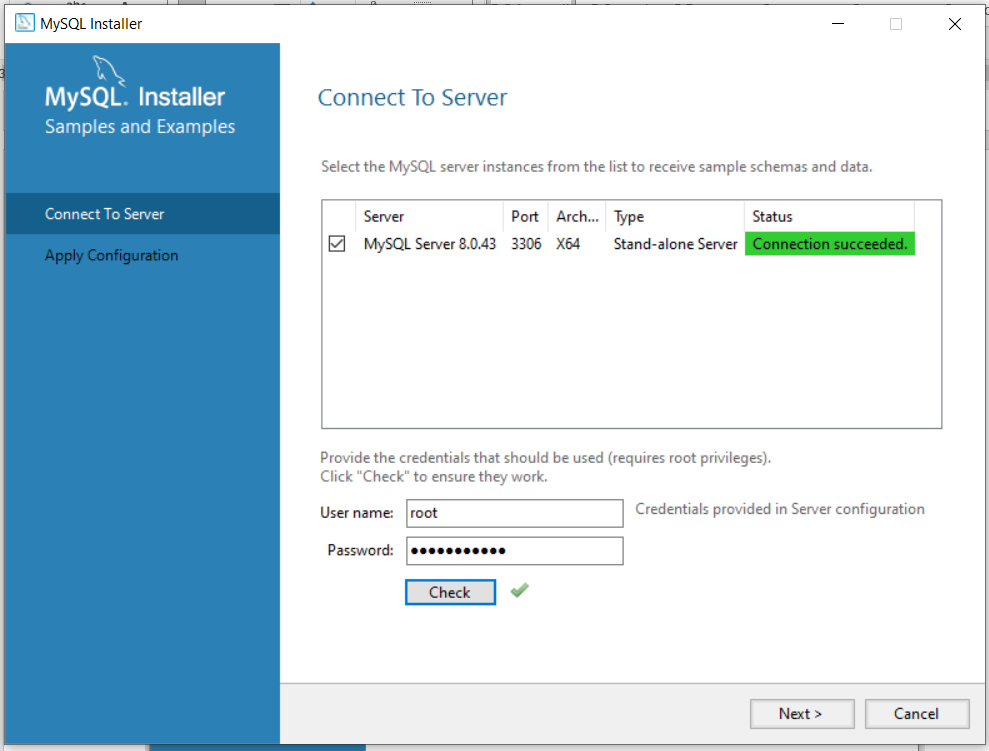 MySQL Installer
MySQL. Installer
Samples and Examples
Connect To Server
Apply Configuration
Connect To Server
Select the MySQL server instances from the list to receive sample schemas and data.
Server Port Arch... Type Status
MySQL Server 8.0.43 3306 X64 Stand-alone Server Connection succeeded.
Provide the credentials that should be used (requires root privileges).
Click "Check" to ensure they work.
User name: root Credentials provided in Server configuration
Password: ●●●●●●●●●●●
Check
Next > Cancel